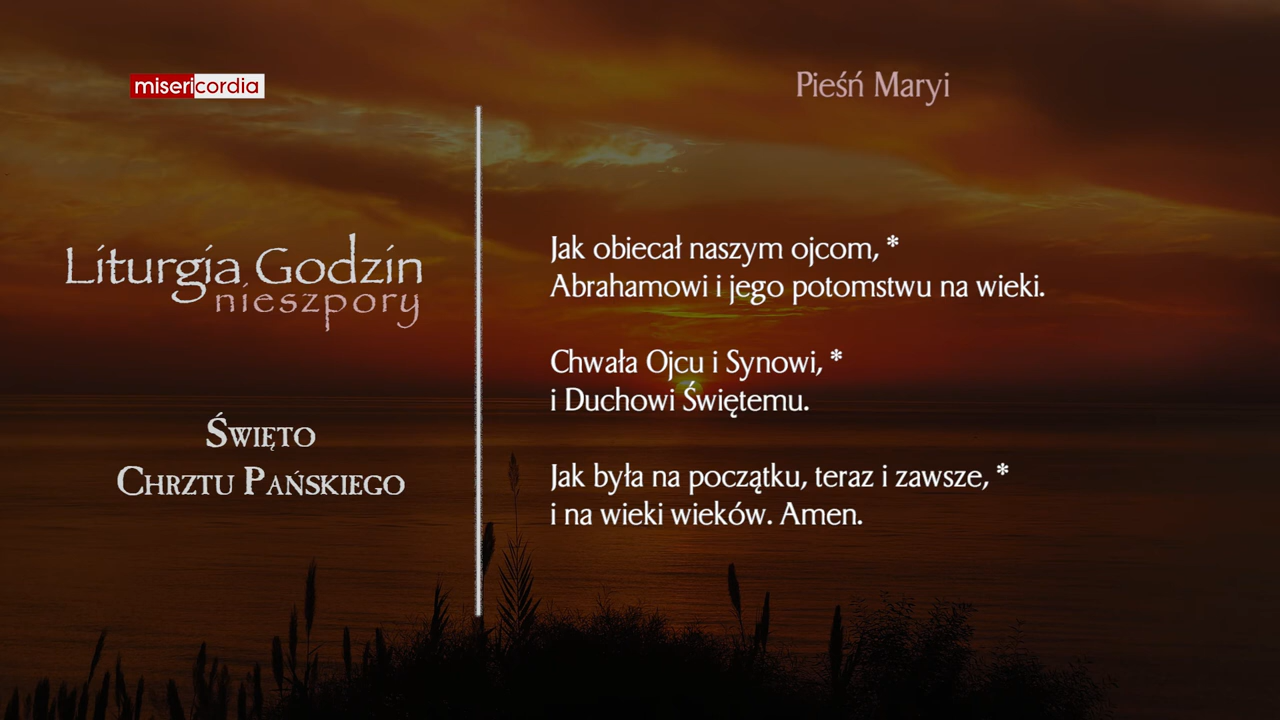 misericordia
Liturgia Godzin
nieszpory
Święto
Chrztu Pańskiego
Pieśń Maryi
Jak obiecał naszym ojcom, *
Abrahamowi i jego potomstwu na wieki.
Chwała Ojcu i Synowi, *
i Duchowi Świętemu.
Jak była na początku, teraz i zawsze, *
i na wieki wieków. Amen.